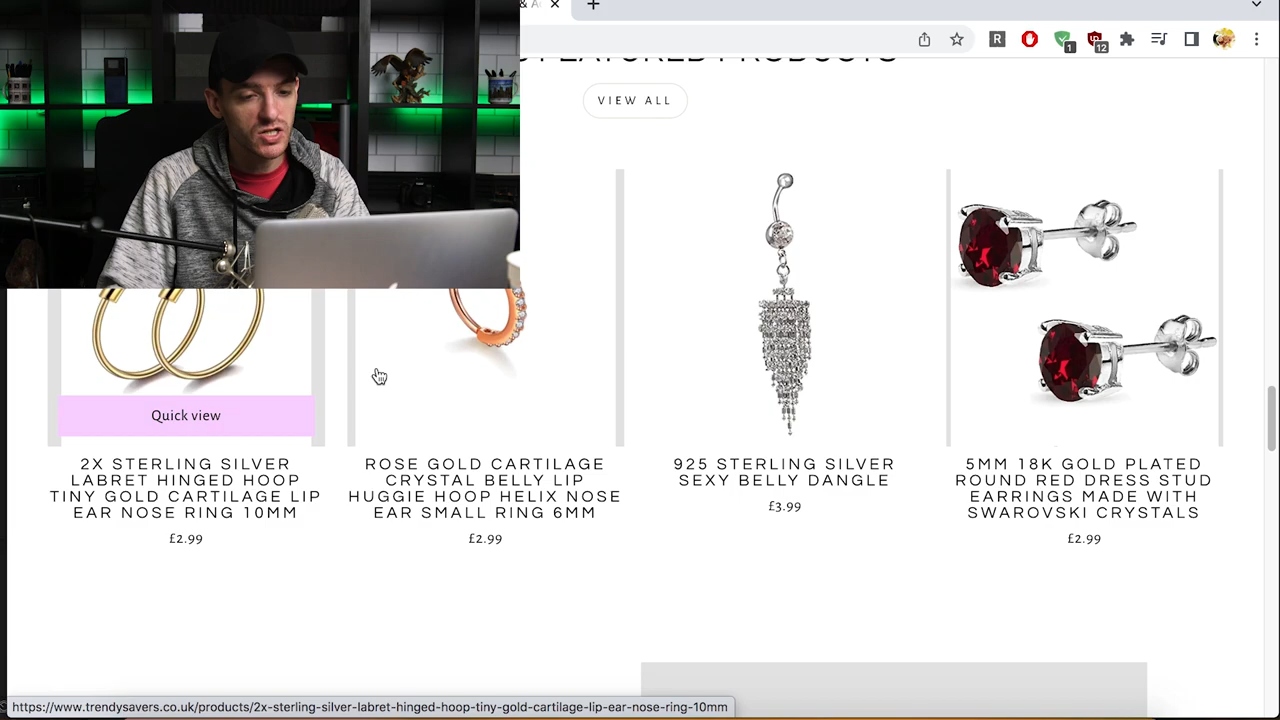 & A
FEATURED PRODUCTS
VIEW ALL
R
1
12
Quick view
2X STERLING SILVER
LABRET HINGED HOOP
TINY GOLD CARTILAGE LIP
EAR NOSE RING 10MM
£2.99
ROSE GOLD CARTILAGE
CRYSTAL BELLY LIP
HUGGIE HOOP HELIX NOSE
EAR SMALL RING 6MM
£2.99
925 STERLING SILVER
SEXY BELLY DANGLE
£3.99
5MM 18K GOLD PLATED
ROUND RED DRESS STUD
EARRINGS MADE WITH
SWAROVSKI CRYSTALS
£2.99
https://www.trendysavers.co.uk/products/2x-sterling-silver-labret-hinged-hoop-tiny-gold-cartilage-lip-ear-nose-ring-10mm